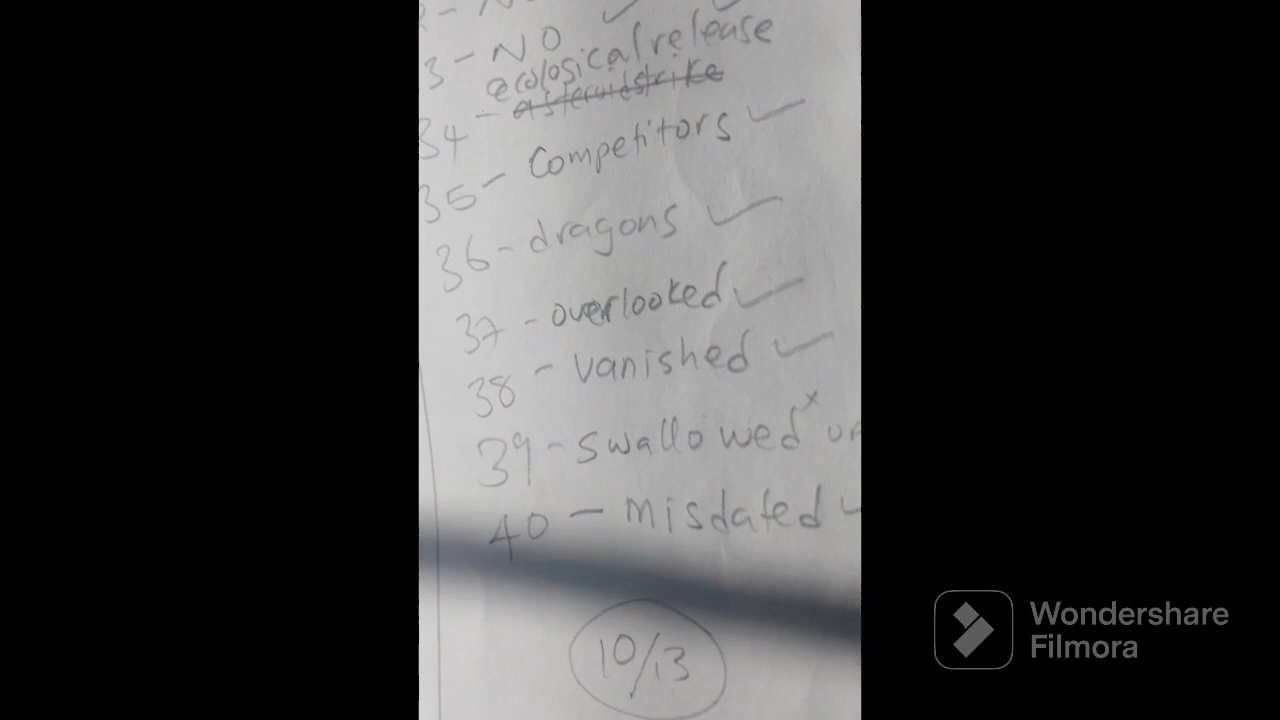 3 - NO
ecological release
34 - asteroid strike
35 - Competitors
36 - dragons
37 - overlooked
38 - vanished
39 - swallowed
40 - misdated
10/13
Wondershare
Filmora